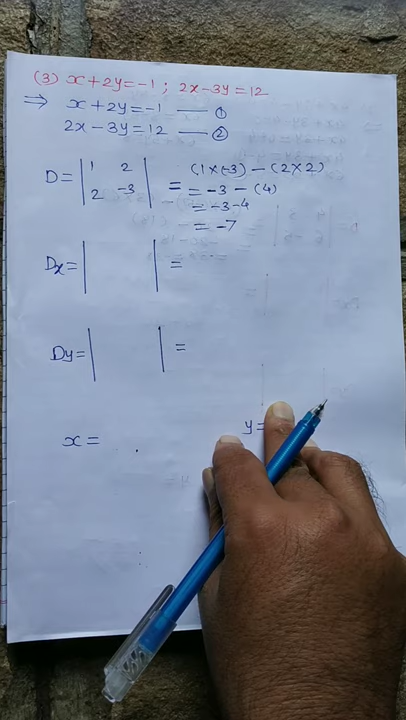 (3) x+2y=-1 ; 2x-3y=12
⇒ x+2y=-1 — ①
2x-3y=12 — ②
D= | 1 2 | = (1×-3) - (2×2)
| 2 -3 | = -3 - (4)
= -3-4
= -7
Dx= | | =
Dy= | | =
x= y=